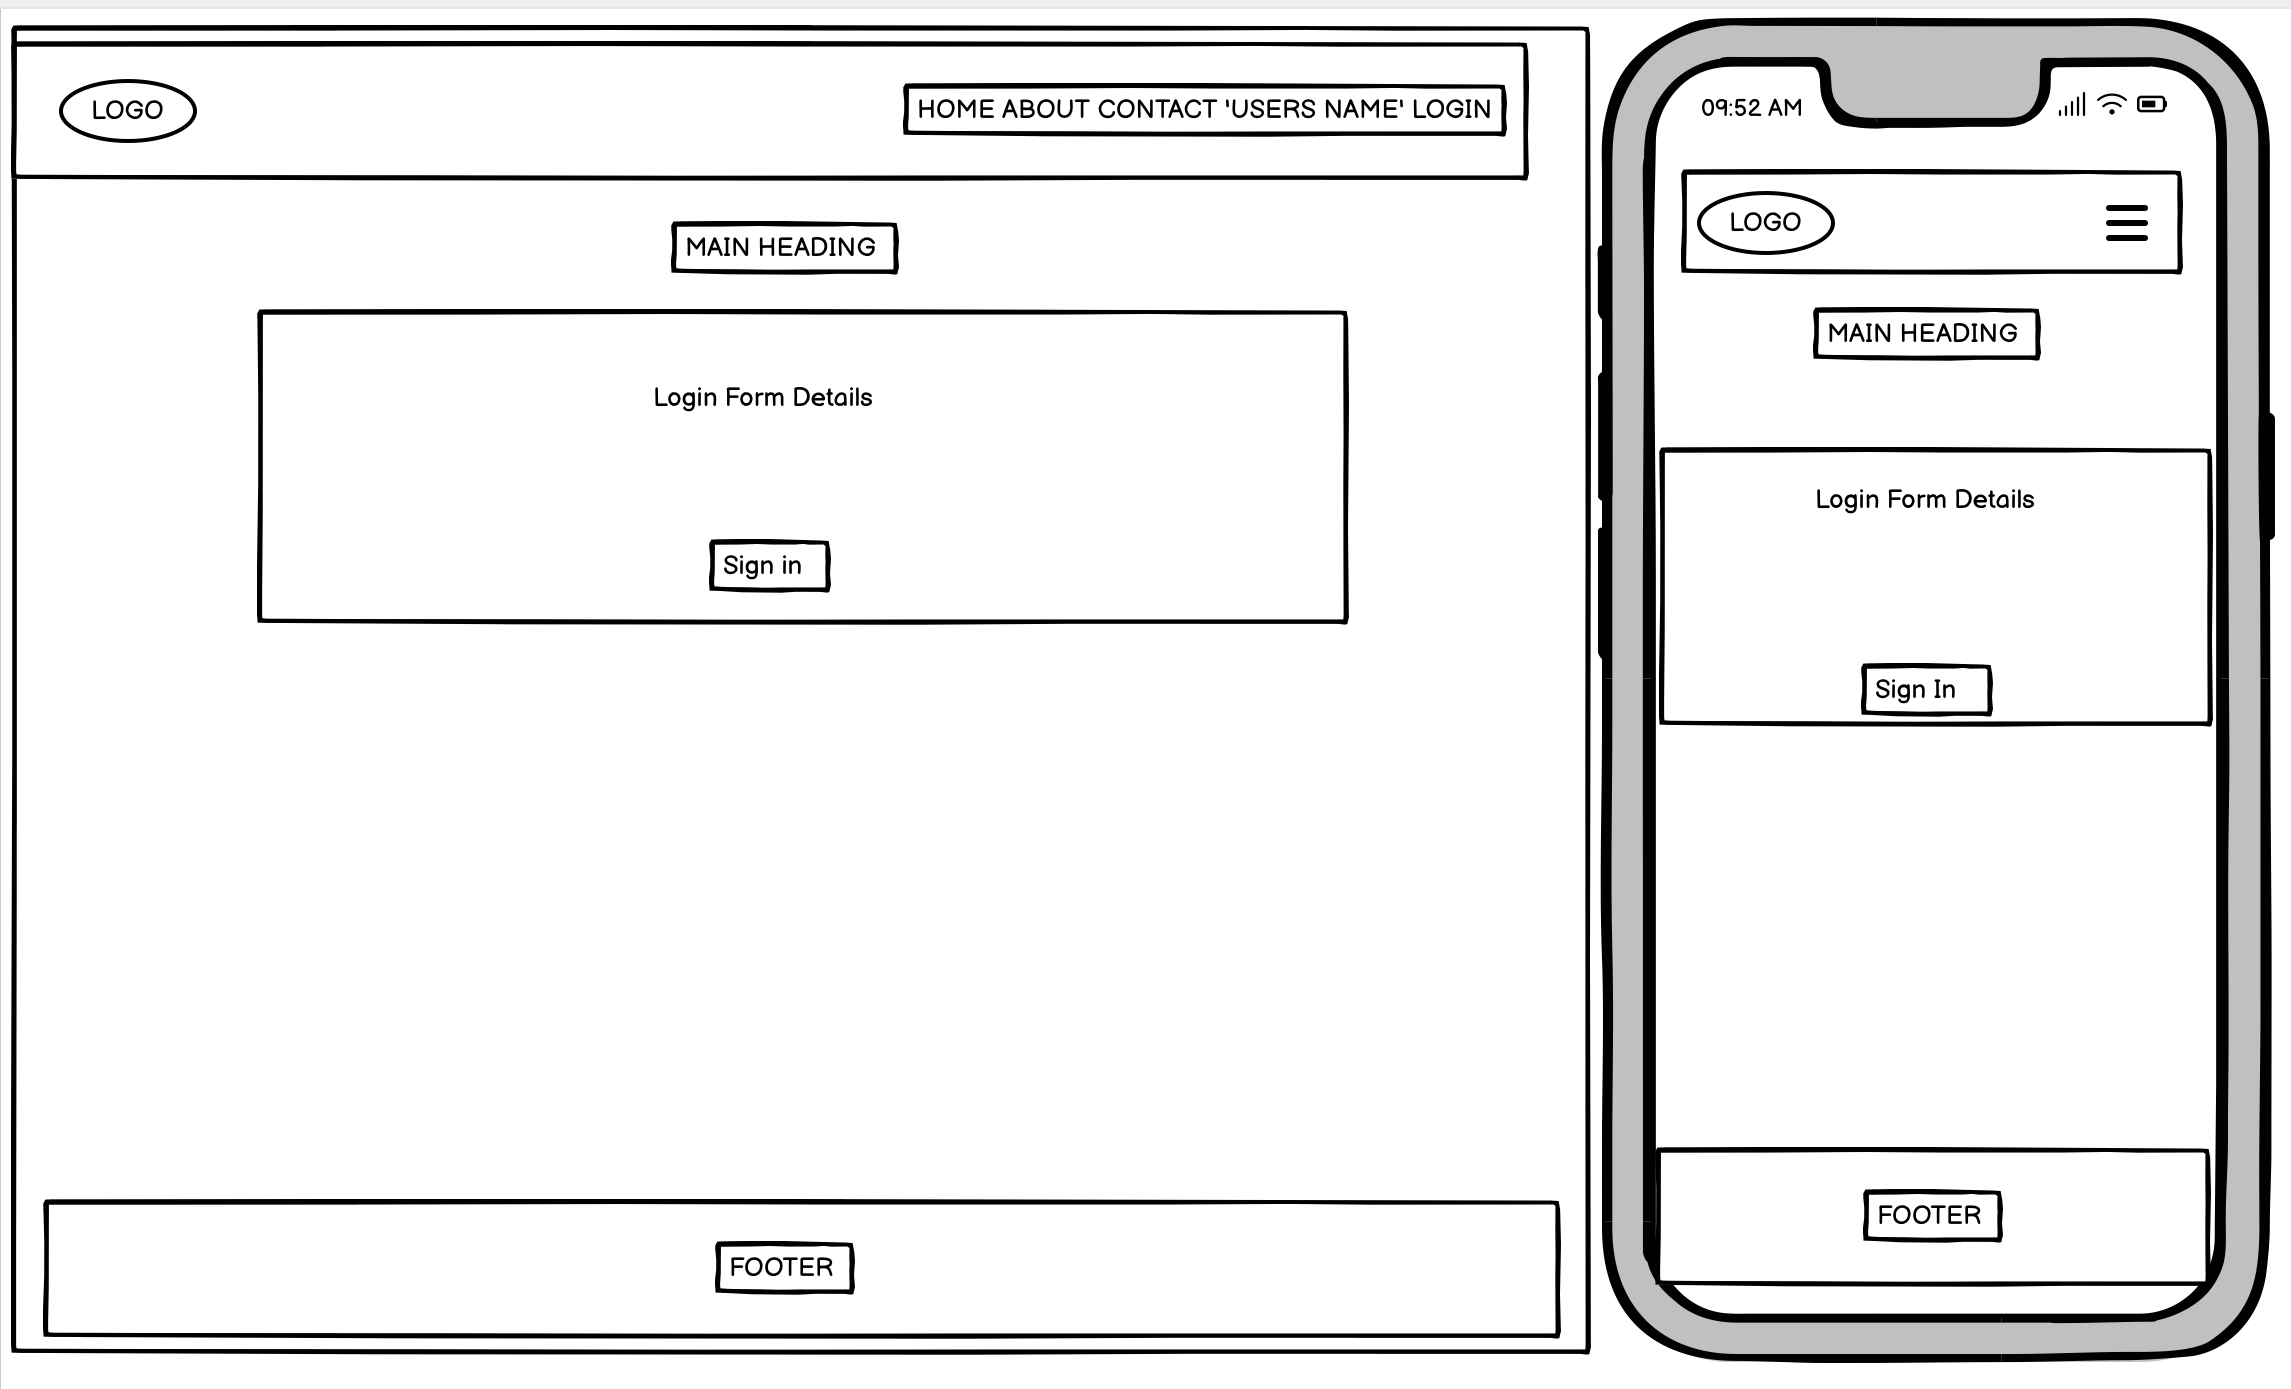 LOGO
HOME ABOUT CONTACT 'USERS NAME' LOGIN
MAIN HEADING
Login Form Details
Sign in
FOOTER
09:52 AM
LOGO
MAIN HEADING
Login Form Details
Sign In
FOOTER